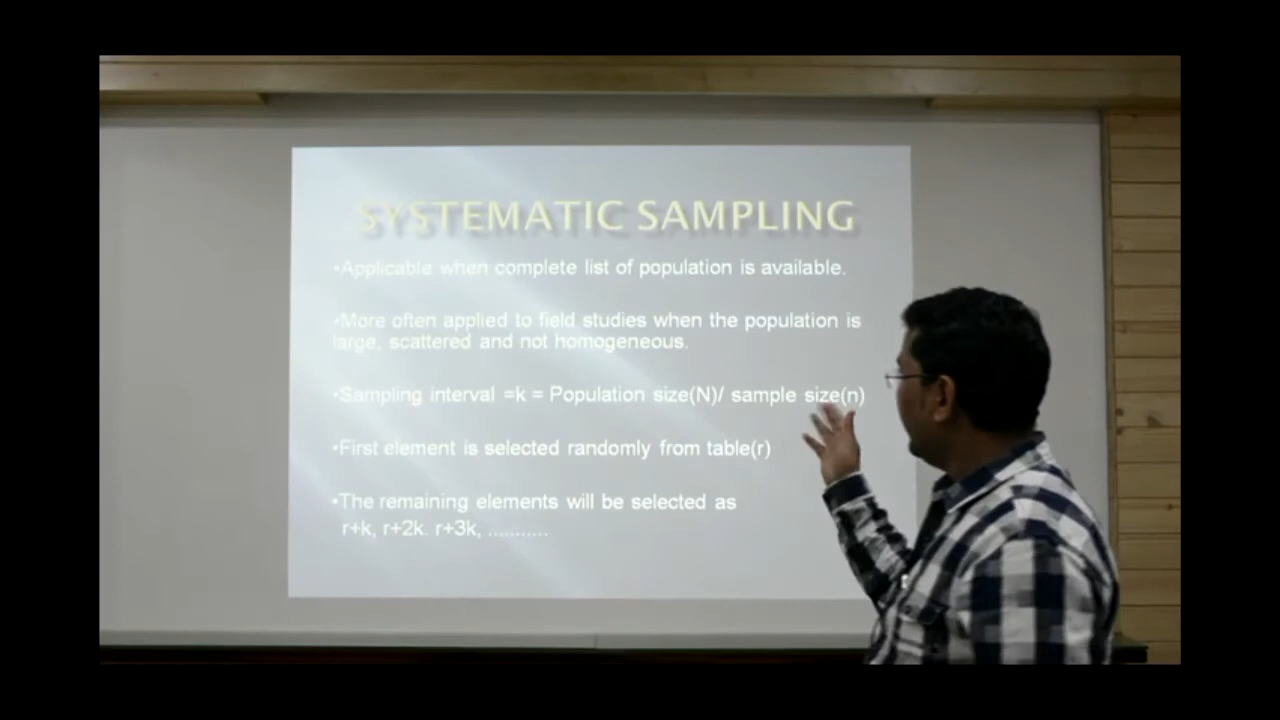 SYSTEMATIC SAMPLING
•Applicable when complete list of population is available.
•More often applied to field studies when the population is
large, scattered and not homogeneous.
•Sampling interval =k = Population size(N)/ sample size(n)
•First element is selected randomly from table(r)
•The remaining elements will be selected as
r+k, r+2k. r+3k, ...........